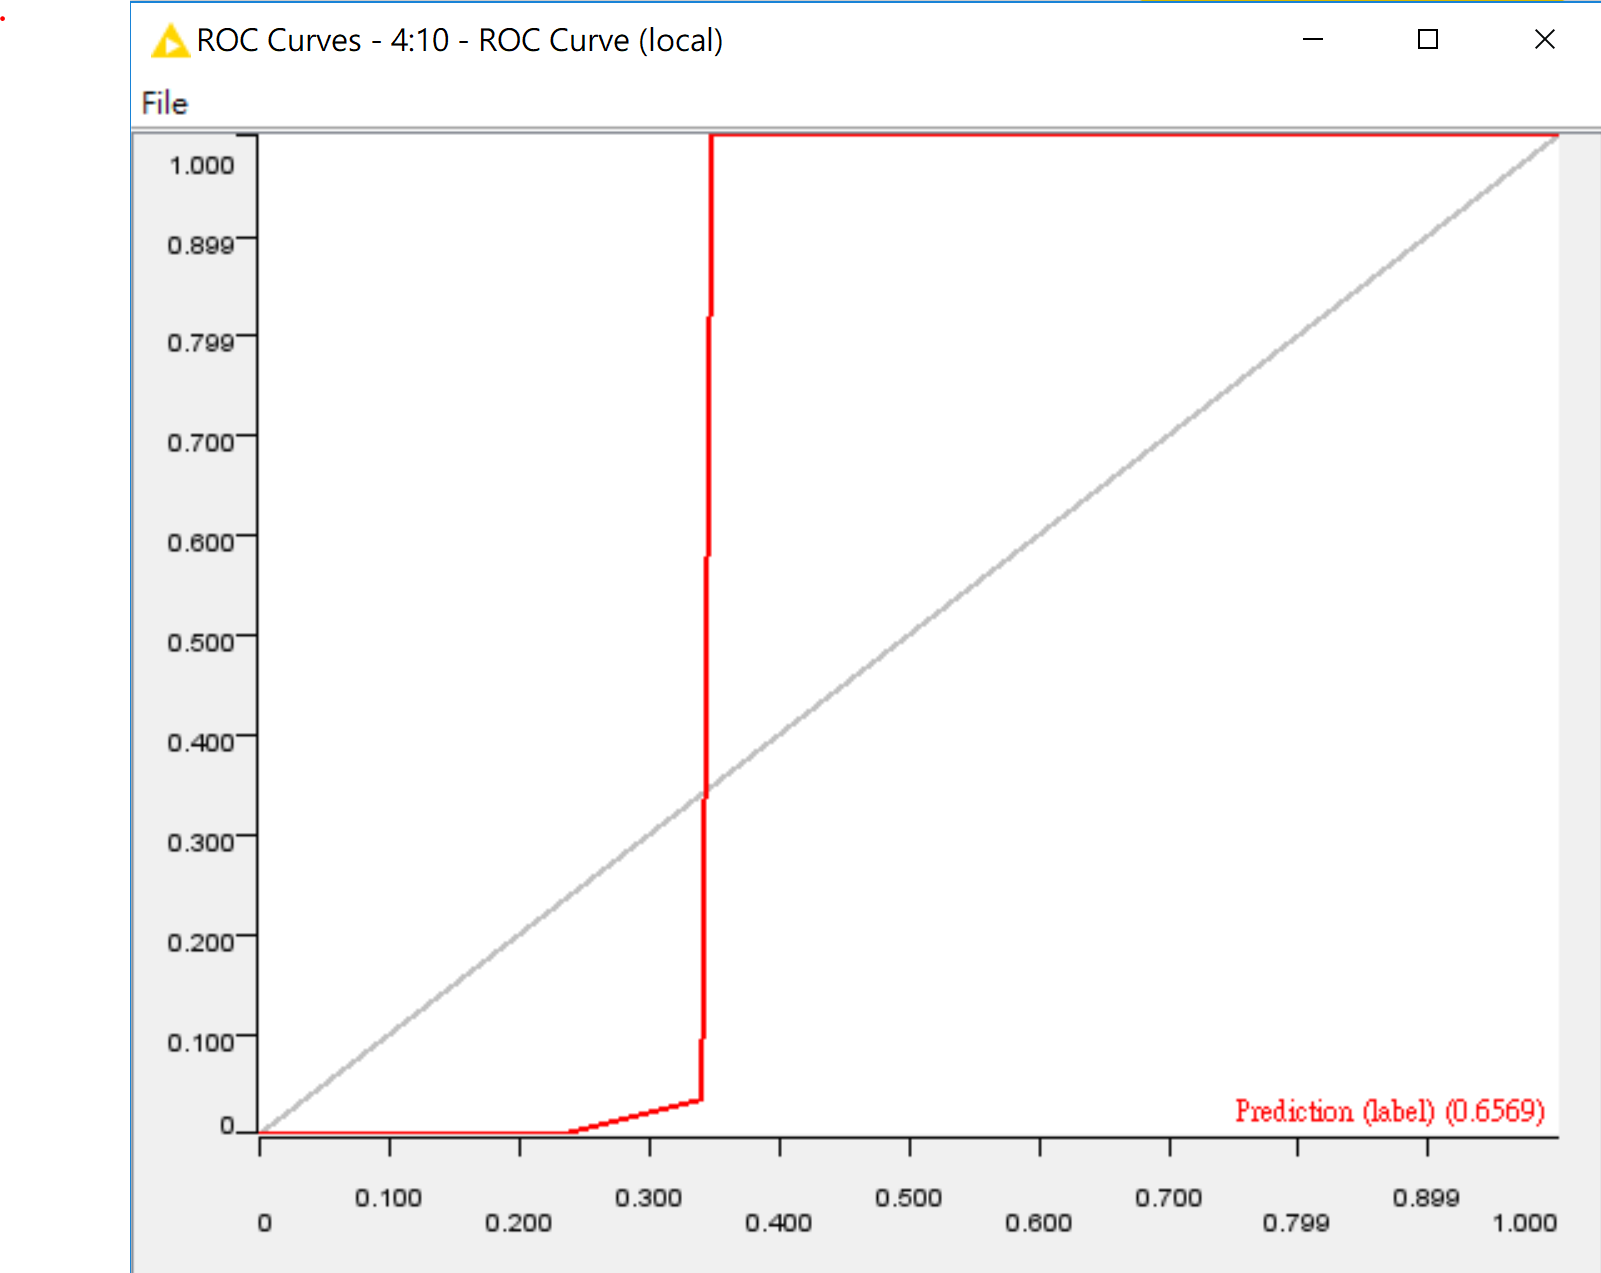 ROC Curves - 4:10 - ROC Curve (local)
File
1.000
0.899
0.799
0.700
0.600
0.500
0.400
0.300
0.200
0.100
0
Prediction (label) (0.6569)
0.100 0.300 0.500 0.700 0.899
0 0.200 0.400 0.600 0.799 1.000